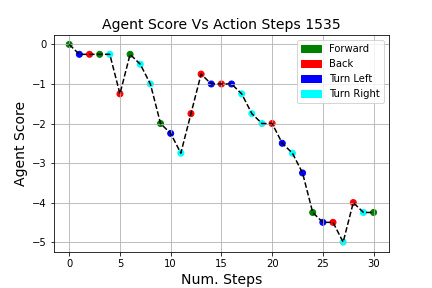 Agent Score Vs Action Steps 1535
Agent Score
0
−1
−2
−3
−4
−5
Forward
Back
Turn Left
Turn Right
0 5 10 15 20 25 30
Num. Steps